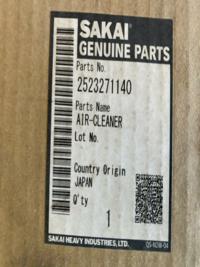 SAKAI
GENUINE PARTS
Parts No.
2523271140
Parts Name
AIR-CLEANER
Lot No.
Country Origin
JAPAN
Q'ty
1
SAKAI HEAVY INDUSTRIES, LTD.